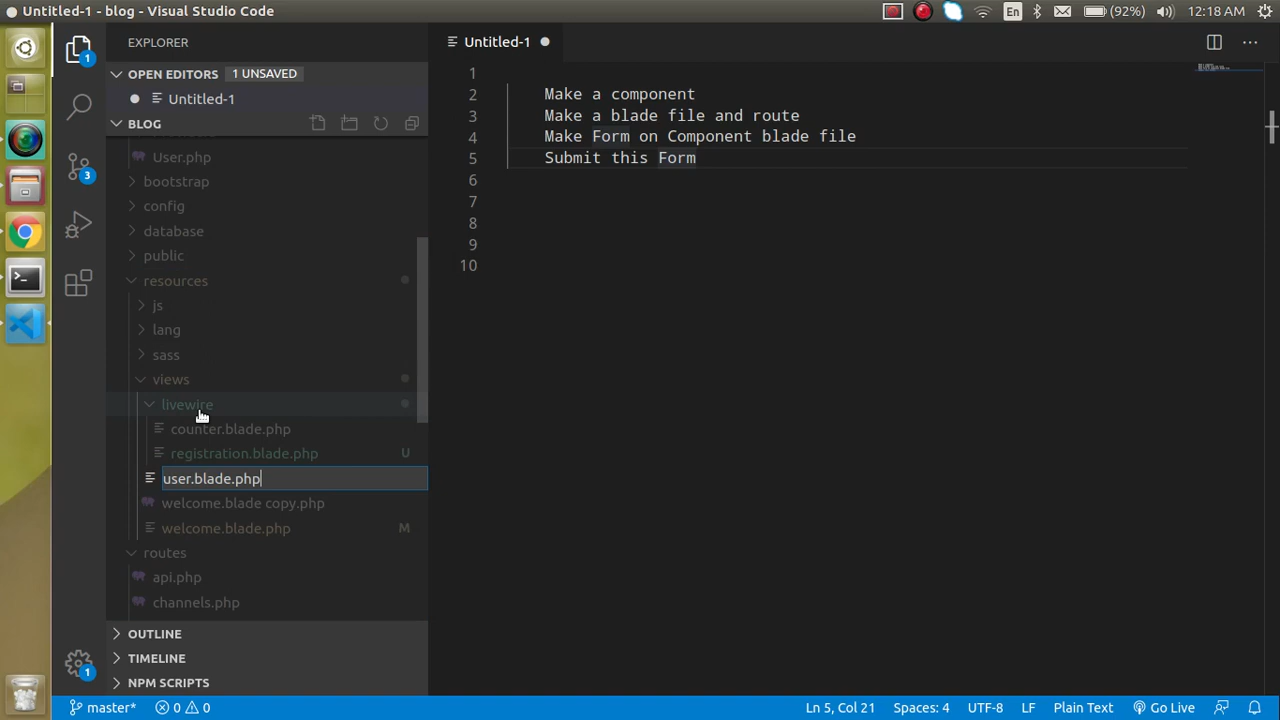 Untitled-1 - blog - Visual Studio Code
En
(92%)
12:18 AM
EXPLORER
OPEN EDITORS 1 UNSAVED
Untitled-1
BLOG
User.php
bootstrap
config
database
public
resources
js
lang
sass
views
livewire
counter.blade.php
registration.blade.php U
user.blade.php
welcome.blade copy.php
welcome.blade.php M
routes
api.php
channels.php
OUTLINE
TIMELINE
NPM SCRIPTS
1
3
1
Untitled-1
1
2 Make a component
3 Make a blade file and route
4 Make Form on Component blade file
5 Submit this Form
6
7
8
9
10
master* 0 0 Ln 5, Col 21 Spaces: 4 UTF-8 LF Plain Text Go Live